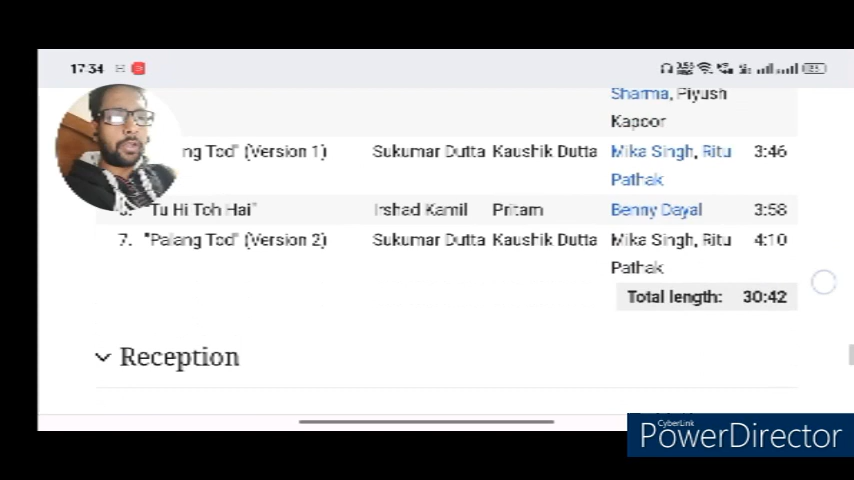 17:34
Sharma, Piyush
Kapoor
ng Tod" (Version 1) Sukumar Dutta Kaushik Dutta Mika Singh, Ritu 3:46
Pathak
"Tu Hi Toh Hai" Irshad Kamil Pritam Benny Dayal 3:58
7. "Palang Tod" (Version 2) Sukumar Dutta Kaushik Dutta Mika Singh, Ritu 4:10
Pathak
Total length: 30:42
Reception
CyberLink
PowerDirector